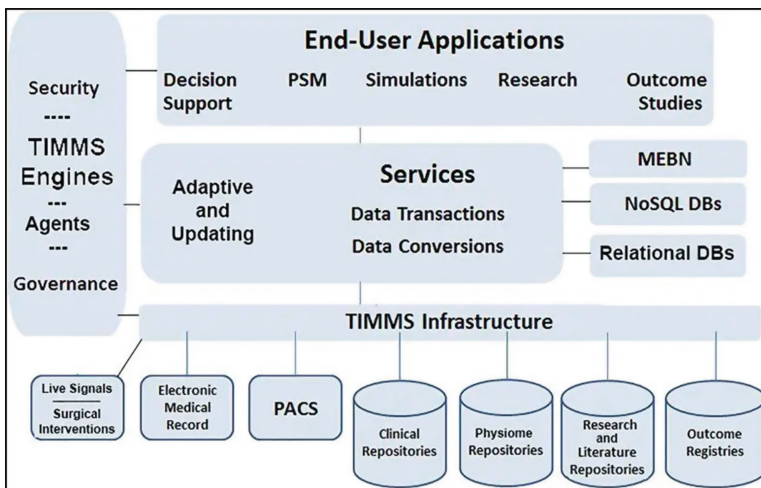 Security
----
TIMMS
Engines
---
Agents
---
Governance
End-User Applications
Decision
Support
PSM
Simulations
Research
Outcome
Studies
Adaptive
and
Updating
Services
Data Transactions
Data Conversions
MEBN
NoSQL DBs
Relational DBs
TIMMS Infrastructure
Live Signals
Surgical
Interventions
Electronic
Medical
Record
PACS
Clinical
Repositories
Physiome
Repositories
Research
and
Literature
Repositories
Outcome
Registries